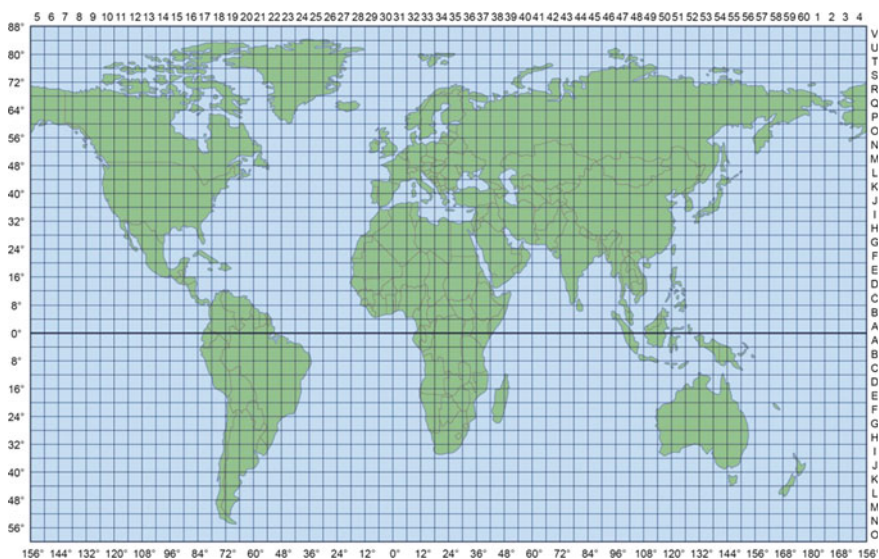 5 6 7 8 9 10 11 12 13 14 15 16 17 18 19 20 21 22 23 24 25 26 27 28 29 30 31 32 33 34 35 36 37 38 39 40 41 42 43 44 45 46 47 48 49 50 51 52 53 54 55 56 57 58 59 60 1 2 3 4
88°
V
U
80°
T
S
72°
R
64°
Q
P
56°
O
N
48°
M
L
40°
K
J
32°
I
H
24°
G
F
16°
E
D
8°
C
B
0°
A
A
8°
B
C
16°
D
E
24°
F
G
32°
H
I
40°
J
K
48°
L
M
56°
N
O
156° 144° 132° 120° 108° 96° 84° 72° 60° 48° 36° 24° 12° 0° 12° 24° 36° 48° 60° 72° 84° 96° 108° 120° 132° 144° 156° 168° 180° 168° 156°